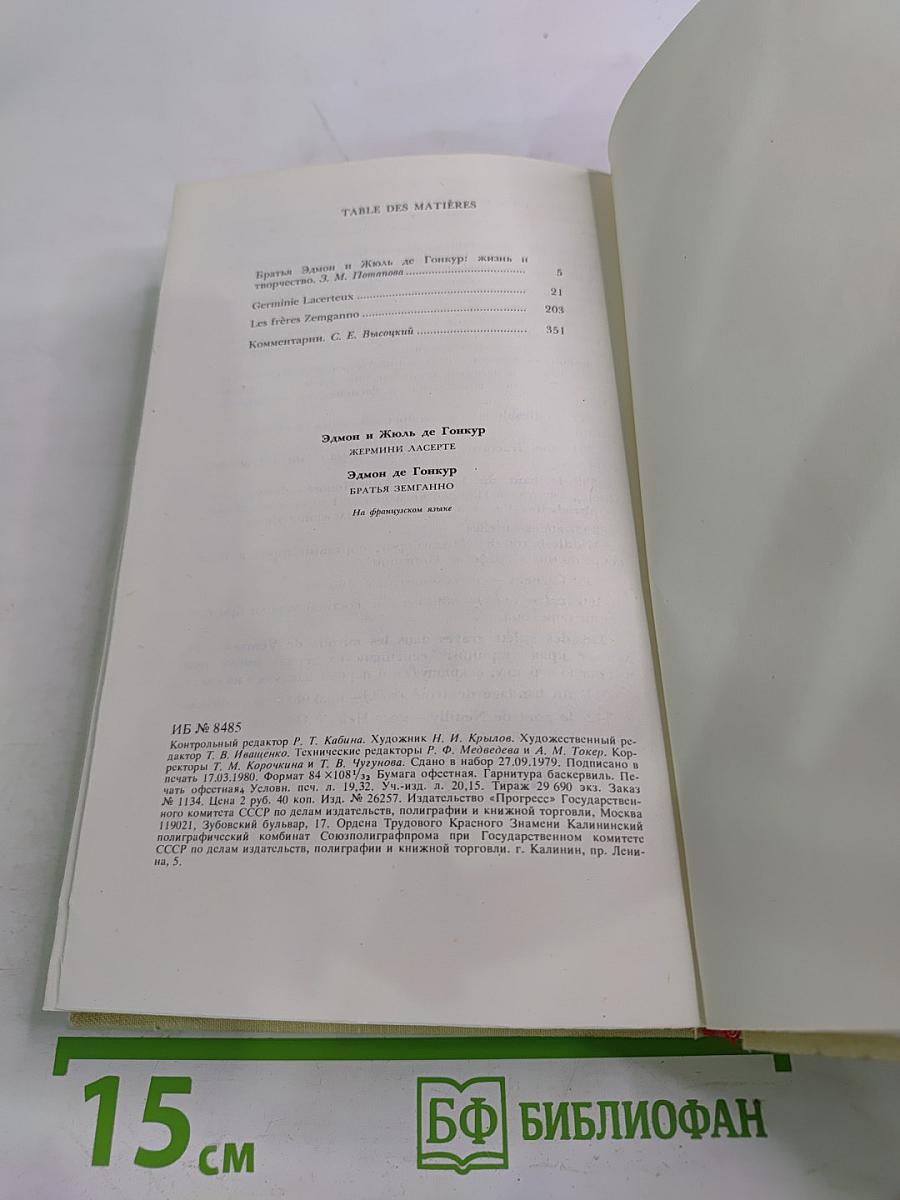 TABLE DES MATIÈRES
Братья Эдмон и Жюль де Гонкур: жизнь и
творчество. З. М. Потапова ........................ 5
Germinie Lacerteux ........................ 21
Les frères Zemganno ........................ 203
Комментарии. С. Е. Высоцкий ........................ 351
Эдмон и Жюль де Гонкур
ЖЕРМИНИ ЛАСЕРТЕ
Эдмон де Гонкур
БРАТЬЯ ЗЕМГАННО
На французском языке
ИБ № 8485
Контрольный редактор Р. Т. Кабина. Художник Н. И. Крылов. Художественный ре-
дактор Т. В. Иващенко. Технические редакторы Р. Ф. Медведева и А. М. Токер. Кор-
ректоры Т. М. Корочкина и Т. В. Чугунова. Сдано в набор 27.09.1979. Подписано в
печать 17.03.1980. Формат 84×108 1/32 Бумага офсетная. Гарнитура баскервиль. Пе-
чать офсетная. Условн. печ. л. 19,32. Уч.-изд. л. 20,15. Тираж 29 690 экз. Заказ
№ 1134. Цена 2 руб. 40 коп. Изд. № 26257. Издательство «Прогресс» Государствен-
ного комитета СССР по делам издательств, полиграфии и книжной торговли, Москва
119021, Зубовский бульвар, 17. Ордена Трудового Красного Знамени Калининский
полиграфический комбинат Союзполиграфпрома при Государственном комитете
СССР по делам издательств, полиграфии и книжной торговли. г. Калинин, пр. Лени-
на, 5.
15 см
БФ БИБЛИОФАН